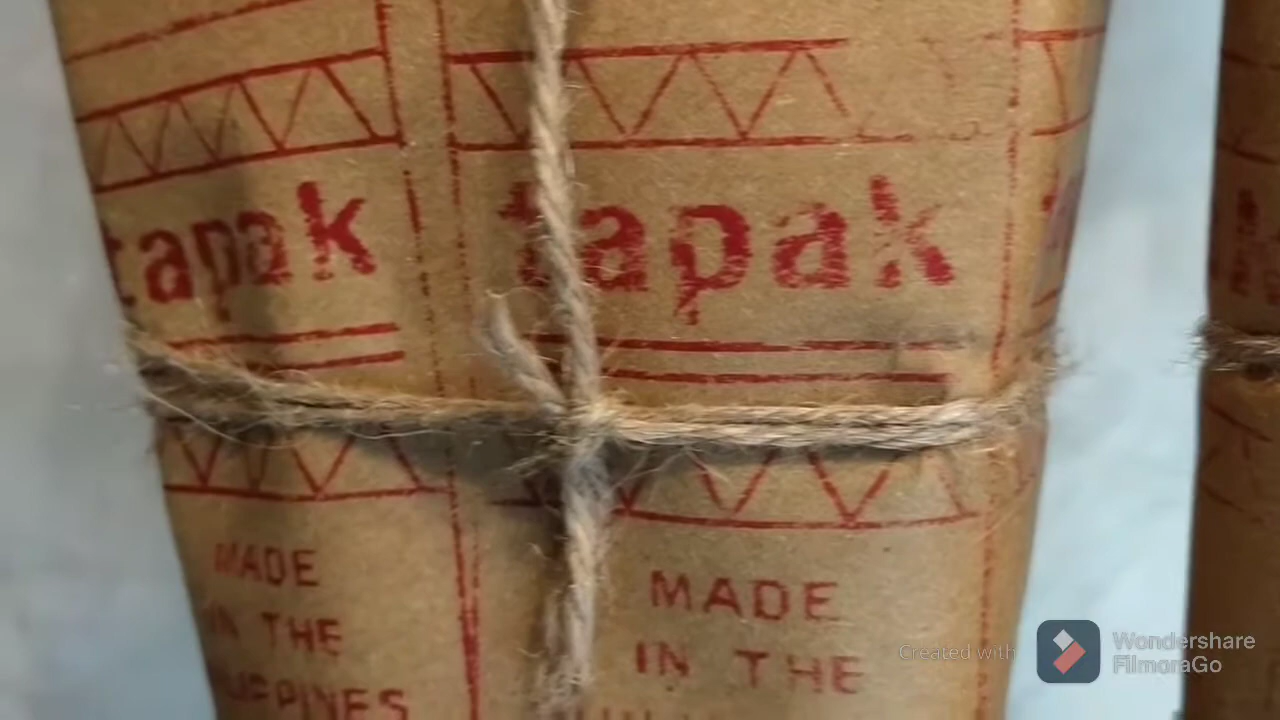 tapak
tapak
MADE
IN THE
MADE
IN THE
Created with
Wondershare
FilmoraGo